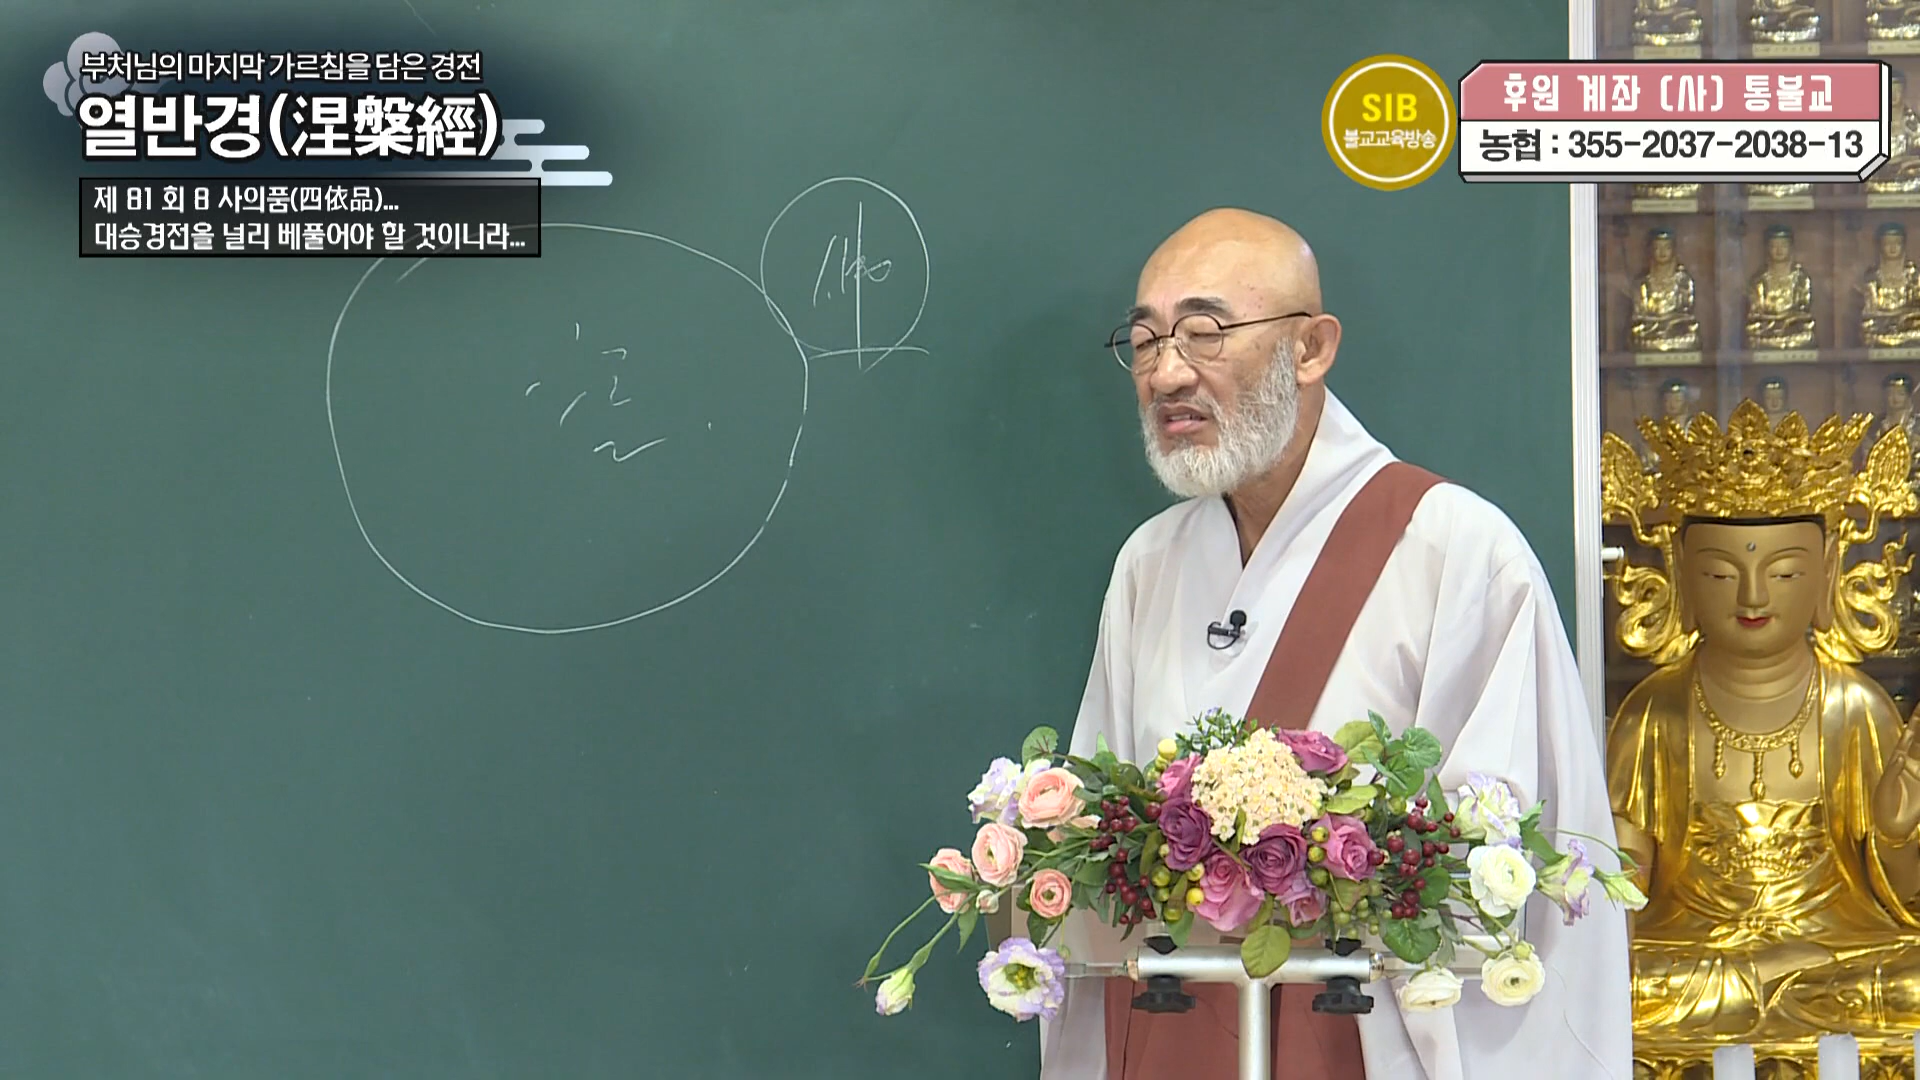 부처님의 마지막 가르침을 담은 경전
열반경(涅槃經)
제 81 회 8 사의품(四依品)...
대승경전을 널리 베풀어야 할 것이니라...
SIB
불교교육방송
후원 계좌 (사) 통불교
농협 : 355-2037-2038-13
佛